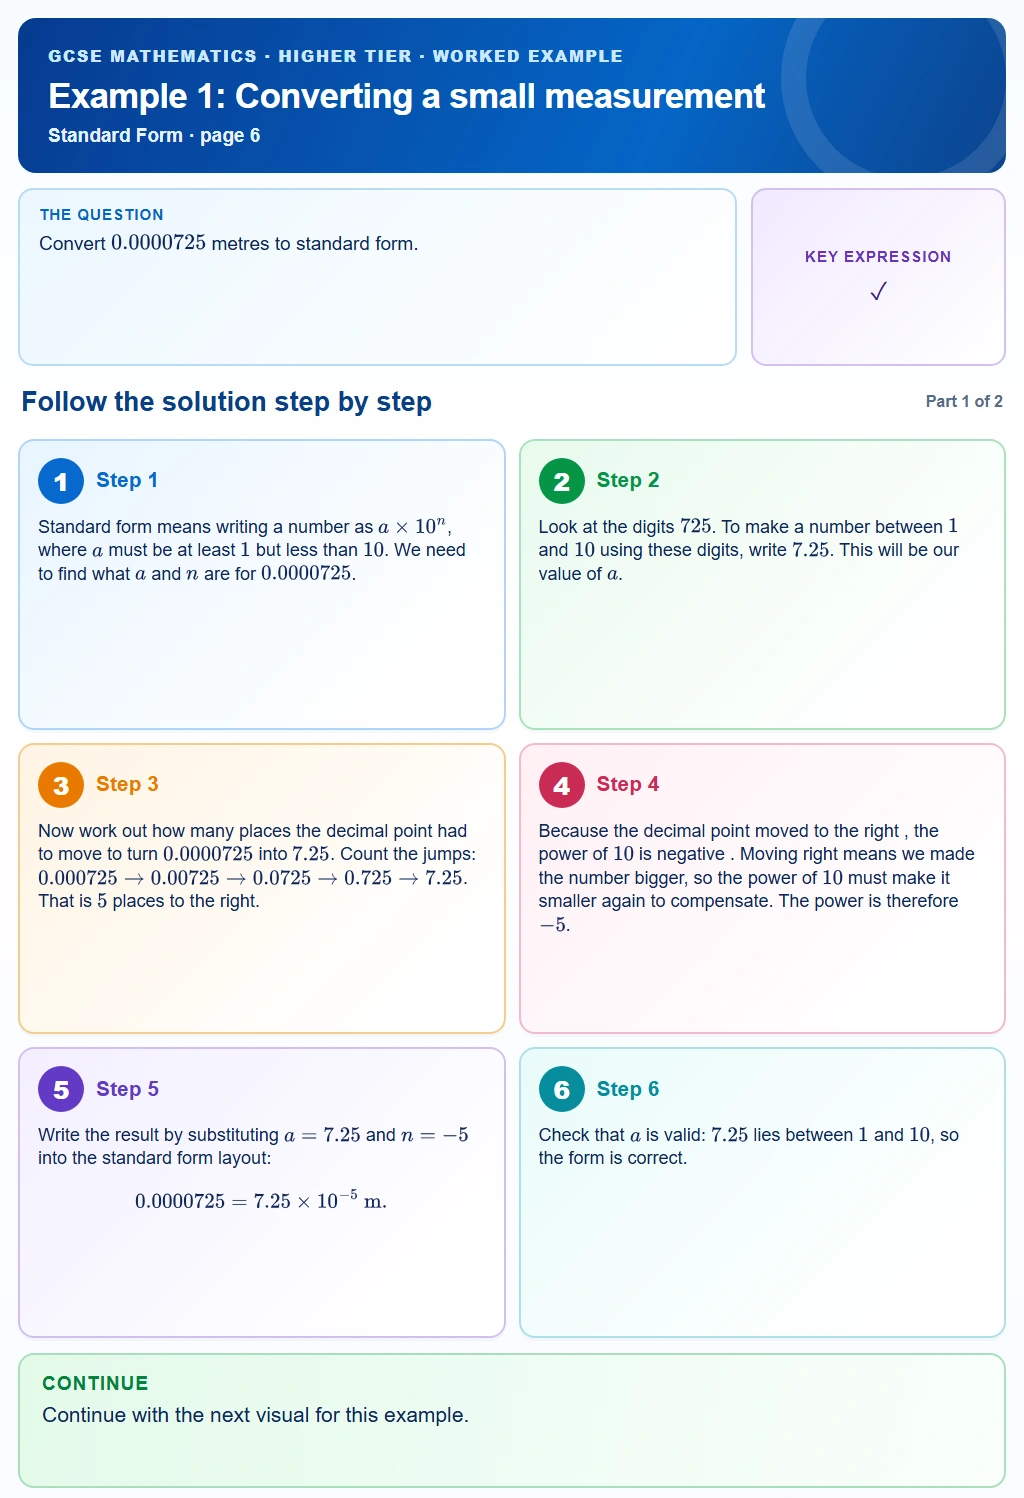 GCSE MATHEMATICS · HIGHER TIER · WORKED EXAMPLE
Example 1: Converting a small measurement
Standard Form · page 6
THE QUESTION
Convert 0.0000725 metres to standard form.
KEY EXPRESSION
✓
Follow the solution step by step
Part 1 of 2
1 Step 1
Standard form means writing a number as a × 10ⁿ,
where a must be at least 1 but less than 10. We need
to find what a and n are for 0.0000725.
2 Step 2
Look at the digits 725. To make a number between 1
and 10 using these digits, write 7.25. This will be our
value of a.
3 Step 3
Now work out how many places the decimal point had
to move to turn 0.0000725 into 7.25. Count the jumps:
0.000725 → 0.00725 → 0.0725 → 0.725 → 7.25.
That is 5 places to the right.
4 Step 4
Because the decimal point moved to the right , the
power of 10 is negative . Moving right means we made
the number bigger, so the power of 10 must make it
smaller again to compensate. The power is therefore
−5.
5 Step 5
Write the result by substituting a = 7.25 and n = −5
into the standard form layout:
0.0000725 = 7.25 × 10⁻⁵ m.
6 Step 6
Check that a is valid: 7.25 lies between 1 and 10, so
the form is correct.
CONTINUE
Continue with the next visual for this example.